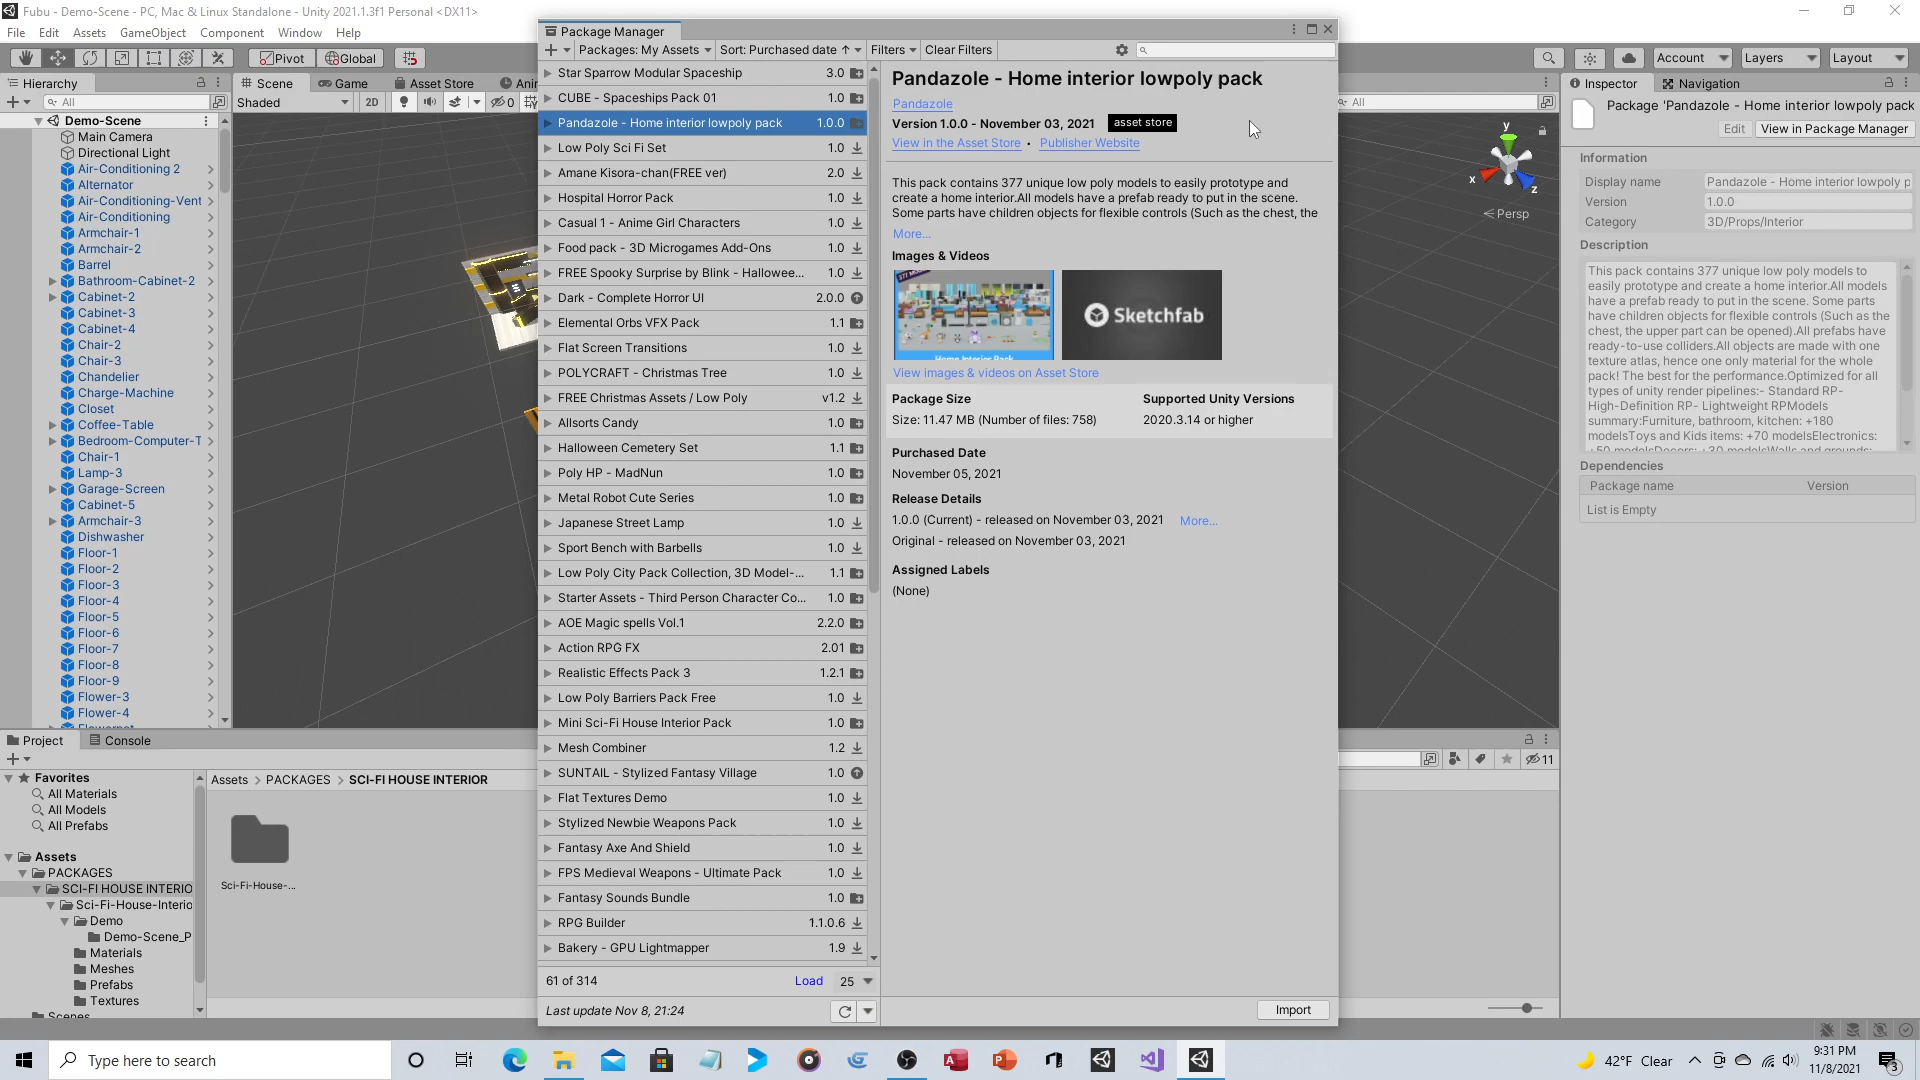 Fubu - Demo-Scene - PC, Mac & Linux Standalone - Unity 2021.1.3f1 Personal <DX11>
File Edit Assets GameObject Component Window Help
Pivot Global
Account Layers Layout
Hierarchy
All
Demo-Scene
Main Camera
Directional Light
Air-Conditioning 2
Alternator
Air-Conditioning-Vent
Air-Conditioning
Armchair-1
Armchair-2
Barrel
Bathroom-Cabinet-2
Cabinet-2
Cabinet-3
Cabinet-4
Chair-2
Chair-3
Chandelier
Charge-Machine
Closet
Coffee-Table
Bedroom-Computer-T
Chair-1
Lamp-3
Garage-Screen
Cabinet-5
Armchair-3
Dishwasher
Floor-1
Floor-2
Floor-3
Floor-4
Floor-5
Floor-6
Floor-7
Floor-8
Floor-9
Flower-3
Flower-4
Scene Game Asset Store Ani
Shaded 2D 0
All
y
x
z
Persp
Package Manager
Packages: My Assets Sort: Purchased date ↑ Filters Clear Filters
Star Sparrow Modular Spaceship 3.0
CUBE - Spaceships Pack 01 1.0
Pandazole - Home interior lowpoly pack 1.0.0
Low Poly Sci Fi Set 1.0
Amane Kisora-chan(FREE ver) 2.0
Hospital Horror Pack 1.0
Casual 1 - Anime Girl Characters 1.0
Food pack - 3D Microgames Add-Ons 1.0
FREE Spooky Surprise by Blink - Hallowee... 1.0
Dark - Complete Horror UI 2.0.0
Elemental Orbs VFX Pack 1.1
Flat Screen Transitions 1.0
POLYCRAFT - Christmas Tree 1.0
FREE Christmas Assets / Low Poly v1.2
Allsorts Candy 1.0
Halloween Cemetery Set 1.1
Poly HP - MadNun 1.0
Metal Robot Cute Series 1.0
Japanese Street Lamp 1.0
Sport Bench with Barbells 1.0
Low Poly City Pack Collection, 3D Model-... 1.1
Starter Assets - Third Person Character Co... 1.0
AOE Magic spells Vol.1 2.2.0
Action RPG FX 2.01
Realistic Effects Pack 3 1.2.1
Low Poly Barriers Pack Free 1.0
Mini Sci-Fi House Interior Pack 1.0
Mesh Combiner 1.2
SUNTAIL - Stylized Fantasy Village 1.0
Flat Textures Demo 1.0
Stylized Newbie Weapons Pack 1.0
Fantasy Axe And Shield 1.0
FPS Medieval Weapons - Ultimate Pack 1.0
Fantasy Sounds Bundle 1.0
RPG Builder 1.1.0.6
Bakery - GPU Lightmapper 1.9
61 of 314 Load 25
Last update Nov 8, 21:24
Pandazole - Home interior lowpoly pack
Pandazole
Version 1.0.0 - November 03, 2021 asset store
View in the Asset Store • Publisher Website
This pack contains 377 unique low poly models to easily prototype and
create a home interior.All models have a prefab ready to put in the scene.
Some parts have children objects for flexible controls (Such as the chest, the
More...
Images & Videos
Home Interior Pack
Sketchfab
View images & videos on Asset Store
Package Size Supported Unity Versions
Size: 11.47 MB (Number of files: 758) 2020.3.14 or higher
Purchased Date
November 05, 2021
Release Details
1.0.0 (Current) - released on November 03, 2021 More...
Original - released on November 03, 2021
Assigned Labels
(None)
Import
Inspector Navigation
Package 'Pandazole - Home interior lowpoly pack
Edit View in Package Manager
Information
Display name Pandazole - Home interior lowpoly p
Version 1.0.0
Category 3D/Props/Interior
Description
This pack contains 377 unique low poly models to
easily prototype and create a home interior.All models
have a prefab ready to put in the scene. Some parts
have children objects for flexible controls (Such as the
chest, the upper part can be opened).All prefabs have
ready-to-use colliders.All objects are made with one
texture atlas, hence one only material for the whole
pack! The best for the performance.Optimized for all
types of unity render pipelines:- Standard RP-
High-Definition RP- Lightweight RPModels
summary:Furniture, bathroom, kitchen: +180
modelsToys and Kids items: +70 modelsElectronics:
+50 modelsDecors: +30 modelsWalls and grounds:
Dependencies
Package name Version
List is Empty
Project Console
11
Favorites
All Materials
All Models
All Prefabs
Assets
PACKAGES
SCI-FI HOUSE INTERIO
Sci-Fi-House-Interio
Demo
Demo-Scene_P
Materials
Meshes
Prefabs
Textures
Scenes
Assets > PACKAGES > SCI-FI HOUSE INTERIOR
Sci-Fi-House-...
Type here to search
42°F Clear
9:31 PM
11/8/2021
3